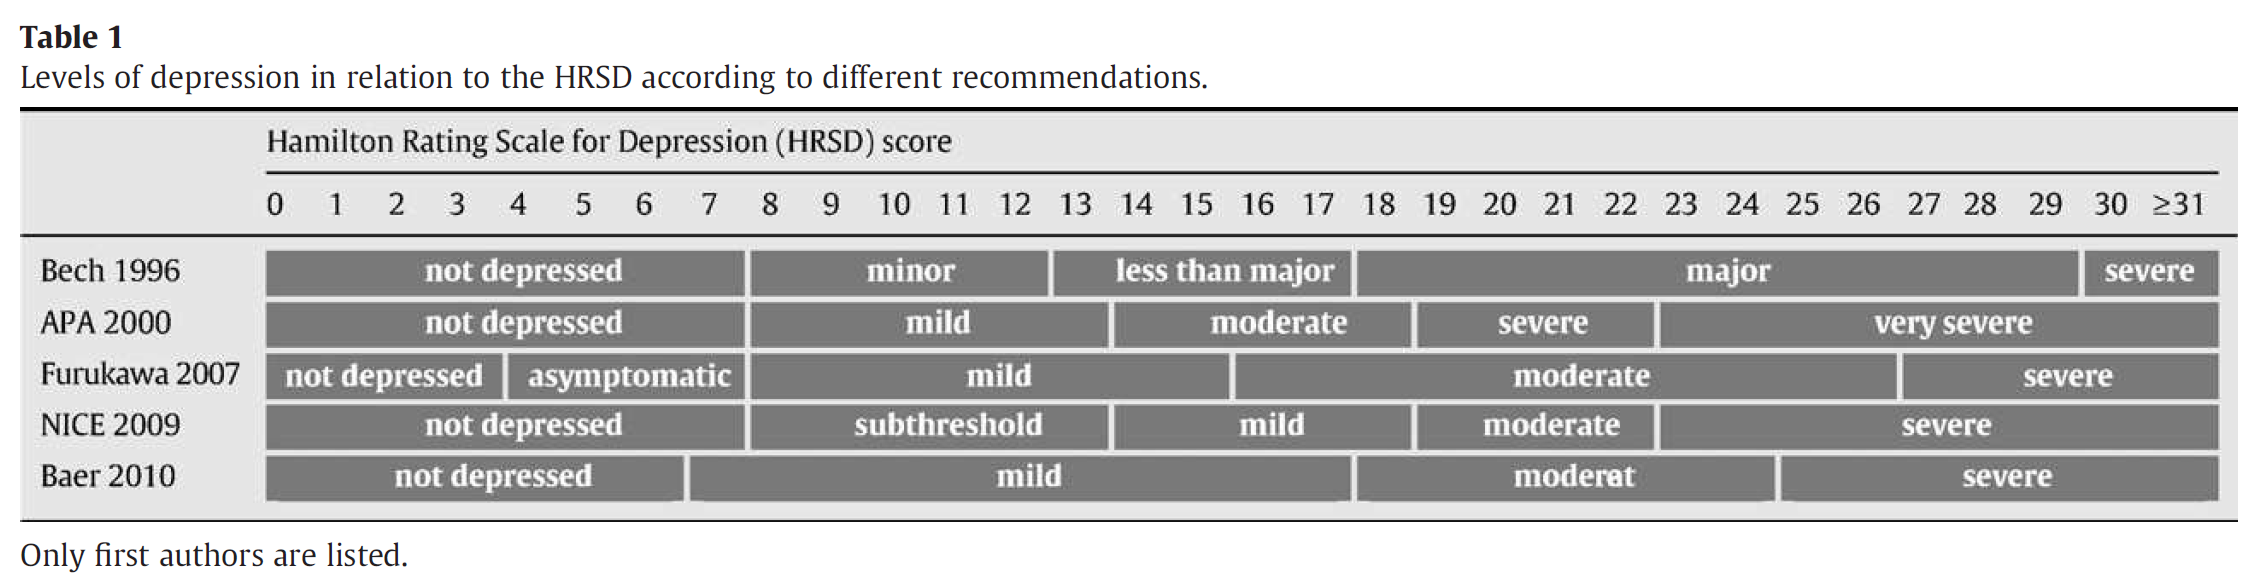 Table 1
Levels of depression in relation to the HRSD according to different recommendations.
Hamilton Rating Scale for Depression (HRSD) score
0 1 2 3 4 5 6 7 8 9 10 11 12 13 14 15 16 17 18 19 20 21 22 23 24 25 26 27 28 29 30 ≥31
Bech 1996 not depressed minor less than major major severe
APA 2000 not depressed mild moderate severe very severe
Furukawa 2007 not depressed asymptomatic mild moderate severe
NICE 2009 not depressed subthreshold mild moderate severe
Baer 2010 not depressed mild moderat severe
Only first authors are listed.